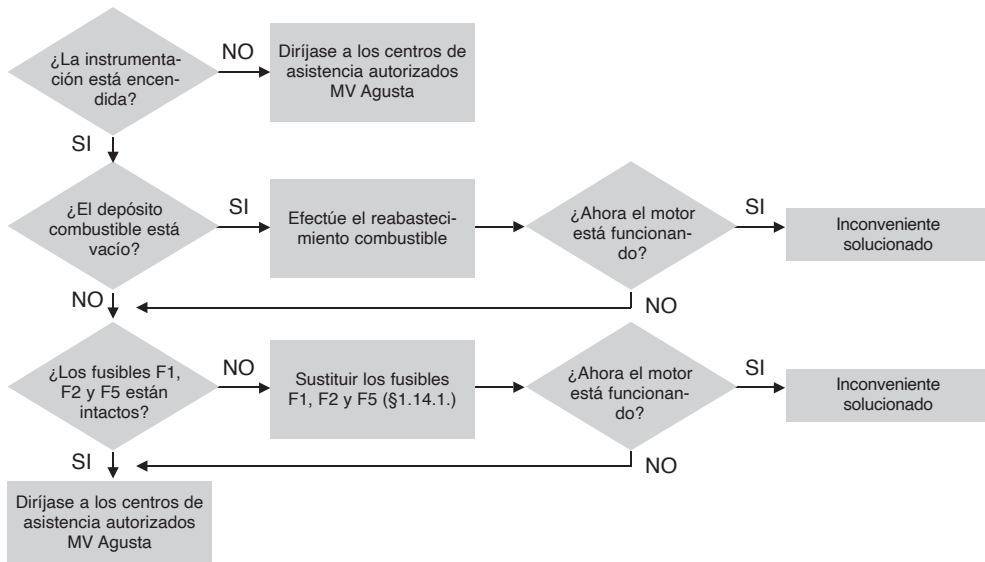 ¿La instrumenta-
ción está encen-
dida?
NO
Diríjase a los centros de
asistencia autorizados
MV Agusta
SI
¿El depósito
combustible está
vacío?
SI
Efectúe el reabasteci-
miento combustible
¿Ahora el motor
está funcionan-
do?
SI
Inconveniente
solucionado
NO
NO
¿Los fusibles F1,
F2 y F5 están
intactos?
NO
Sustituir los fusibles
F1, F2 y F5 (§1.14.1.)
¿Ahora el motor
está funcionan-
do?
SI
Inconveniente
solucionado
SI
NO
Diríjase a los centros de
asistencia autorizados
MV Agusta